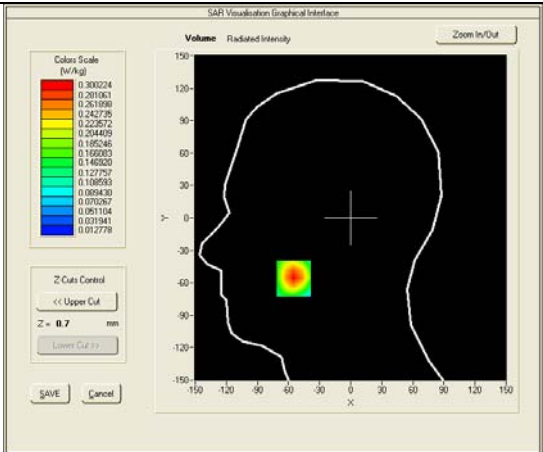 SAR Visualisation Graphical Interface
Volume Radiated Intensity
Zoom In/Out
Colors Scale
(W/kg)
0.300224
0.281061
0.261898
0.242735
0.223572
0.204409
0.185246
0.166083
0.146920
0.127757
0.108593
0.089430
0.070267
0.051104
0.031941
0.012778
Z-Cuts Control
<< Upper Cut
Z = 0.7 mm
Lower Cut >>
SAVE Cancel
150-
120-
90-
60-
30-
0-
-30-
-60-
-90-
-120-
-150-
Y
-150 -120 -90 -60 -30 0 30 60 90 120 150
X